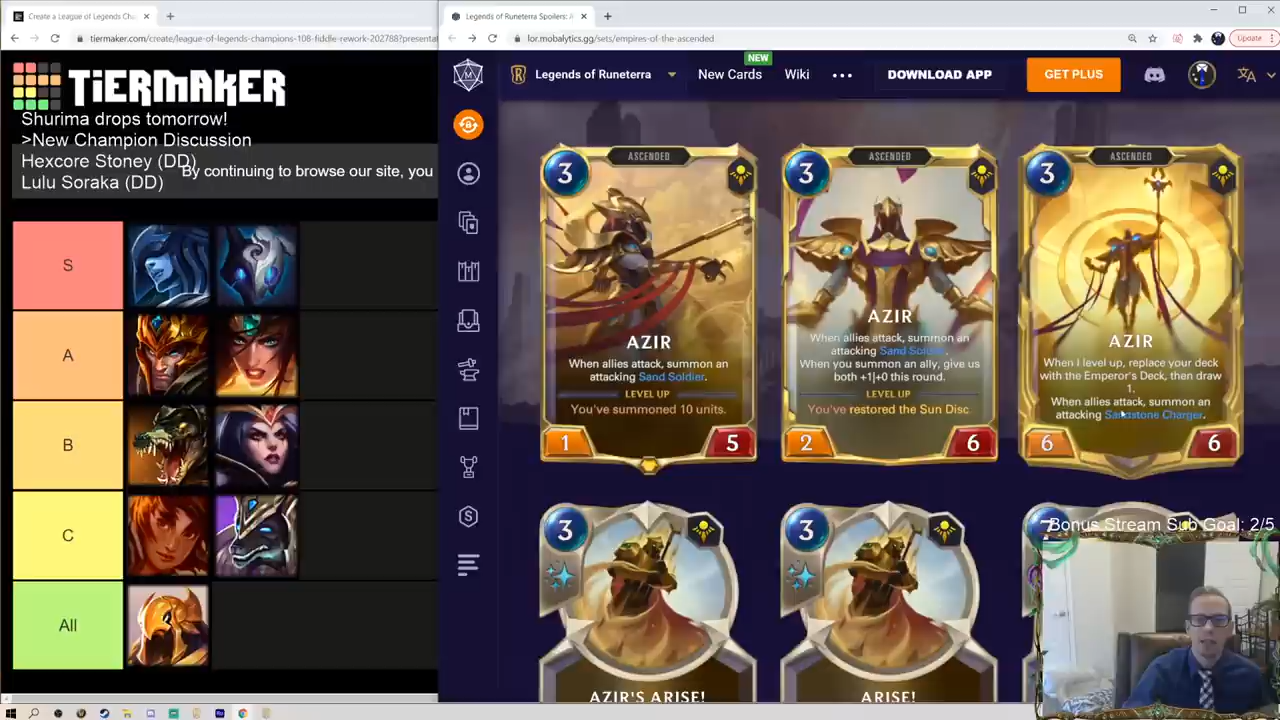 Create a League of Legends Cha
tiermaker.com/create/league-of-legends-champions-108-fiddle-rework-202788?presentat
Legends of Runeterra Spoilers: A
lor.mobalytics.gg/sets/empires-of-the-ascended
Update
TIERMAKER
Shurima drops tomorrow!
>New Champion Discussion
Hexcore Stoney (DD)
Lulu Soraka (DD)
By continuing to browse our site, you
S
A
B
C
All
Legends of Runeterra
NEW
New Cards
Wiki
DOWNLOAD APP
GET PLUS
3
ASCENDED
AZIR
When allies attack, summon an
attacking Sand Soldier.
LEVEL UP
You've summoned 10 units.
1
5
3
ASCENDED
AZIR
When allies attack, summon an
attacking Sand Soldier.
When you summon an ally, give us
both +1|+0 this round.
LEVEL UP
You've restored the Sun Disc
2
6
3
ASCENDED
AZIR
When I level up, replace your deck
with the Emperor's Deck, then draw
1.
When allies attack, summon an
attacking Sandstone Charger.
6
6
3
AZIR'S ARISE!
3
ARISE!
Bonus Stream Sub Goal: 2/5